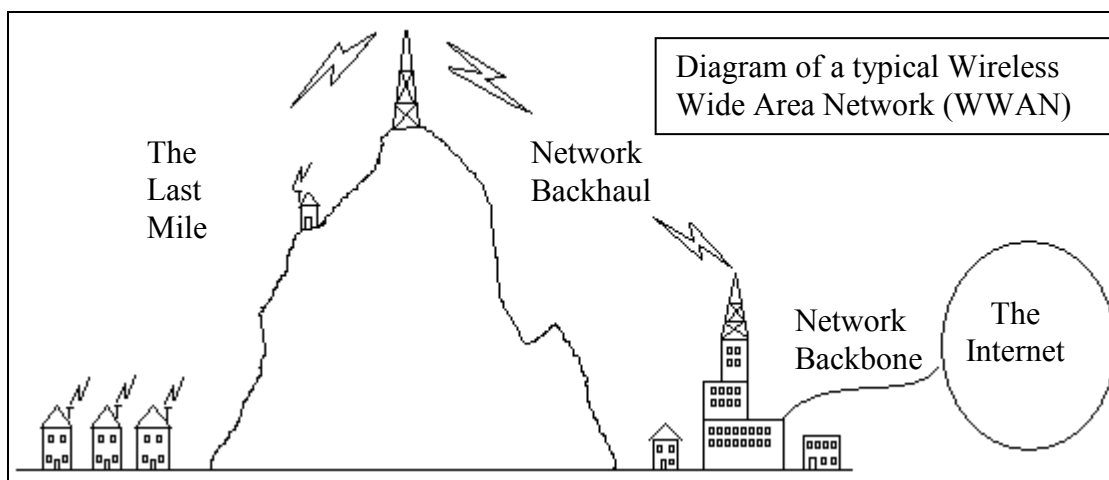 Diagram of a typical Wireless
Wide Area Network (WWAN)
The
Last
Mile
Network
Backhaul
Network
Backbone
The
Internet